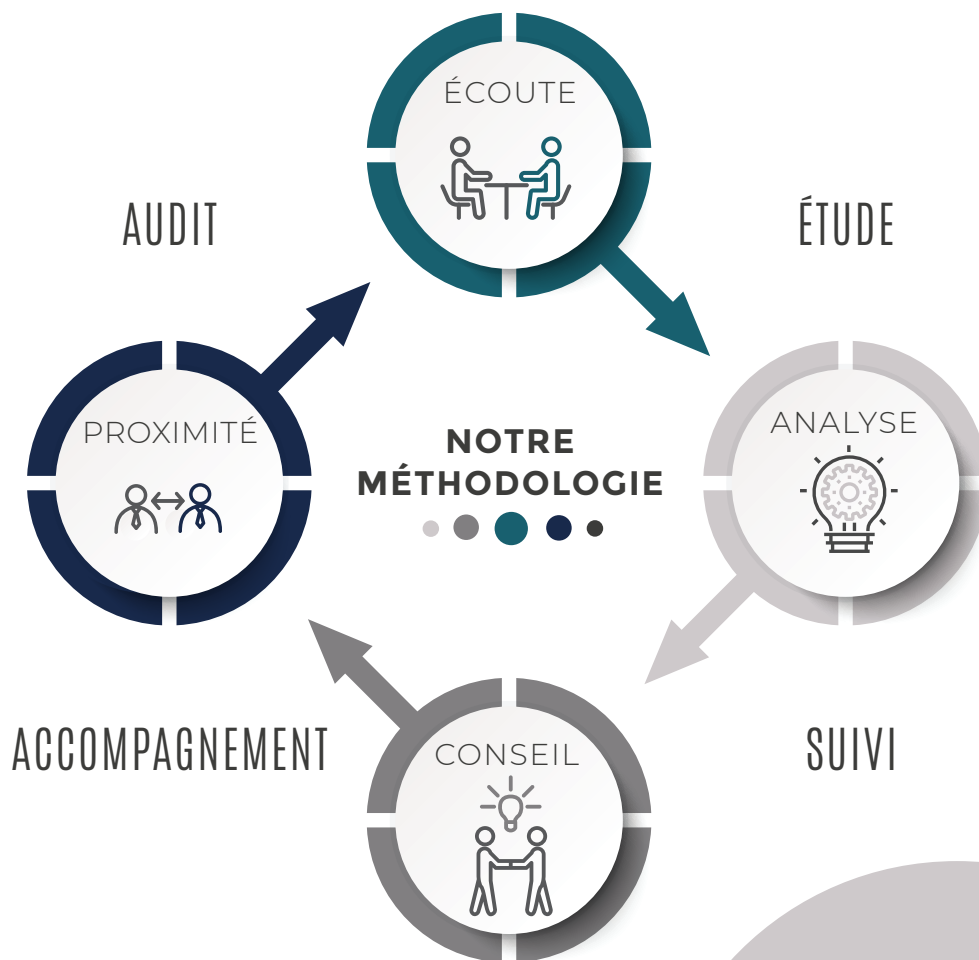 ÉCOUTE
AUDIT
ÉTUDE
PROXIMITÉ
NOTRE
MÉTHODOLOGIE
ANALYSE
ACCOMPAGNEMENT
CONSEIL
SUIVI